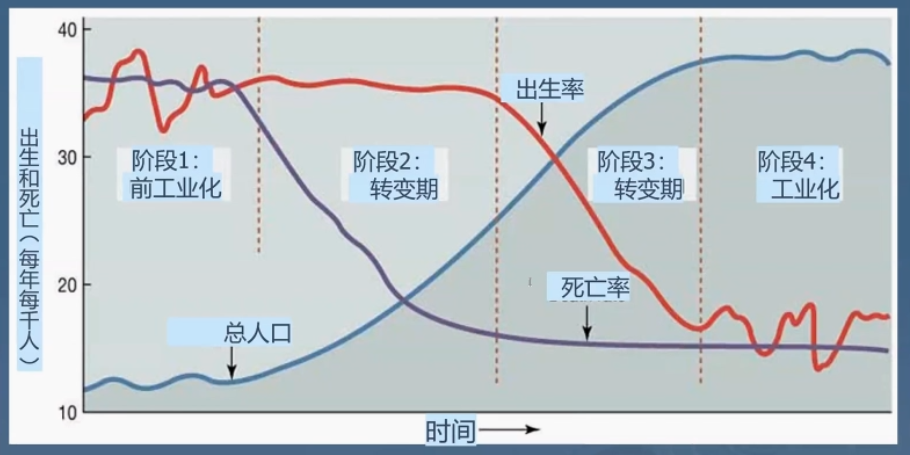 40
30
20
10
出生和死亡（每年每千人）
阶段1：
前工业化
阶段2：
转变期
阶段3：
转变期
阶段4：
工业化
出生率
死亡率
总人口
时间